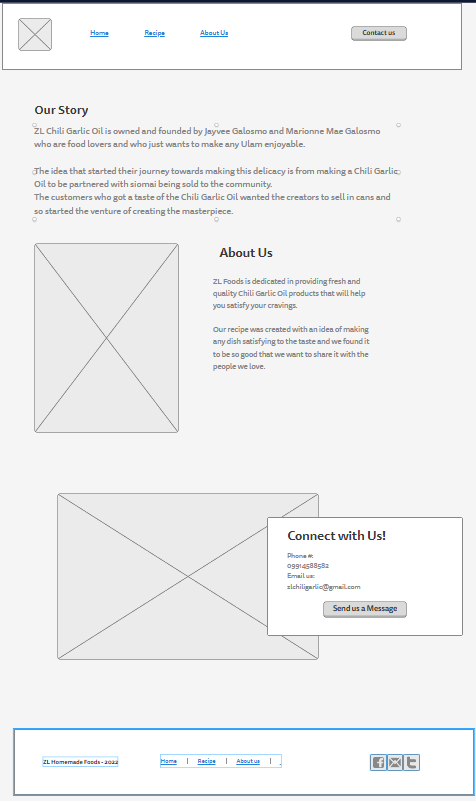 Home Recipe About Us Contact us
Our Story
ZL Chili Garlic Oil is owned and founded by Jayvee Galosmo and Marionne Mae Galosmo
who are food lovers and who just wants to make any Ulam enjoyable.
The idea that started their journey towards making this delicacy is from making a Chili Garlic
Oil to be partnered with siomai being sold to the community.
The customers who got a taste of the Chili Garlic Oil wanted the creators to sell in cans and
so started the venture of creating the masterpiece.
About Us
ZL Foods is dedicated in providing fresh and
quality Chili Garlic Oil products that will help
you satisfy your cravings.
Our recipe was created with an idea of making
any dish satisfying to the taste and we found it
to be so good that we want to share it with the
people we love.
Connect with Us!
Phone #:
09914588582
Email us:
zlchiligarlic@gmail.com
Send us a Message
ZL Homemade Foods - 2022 Home | Recipe | About us |